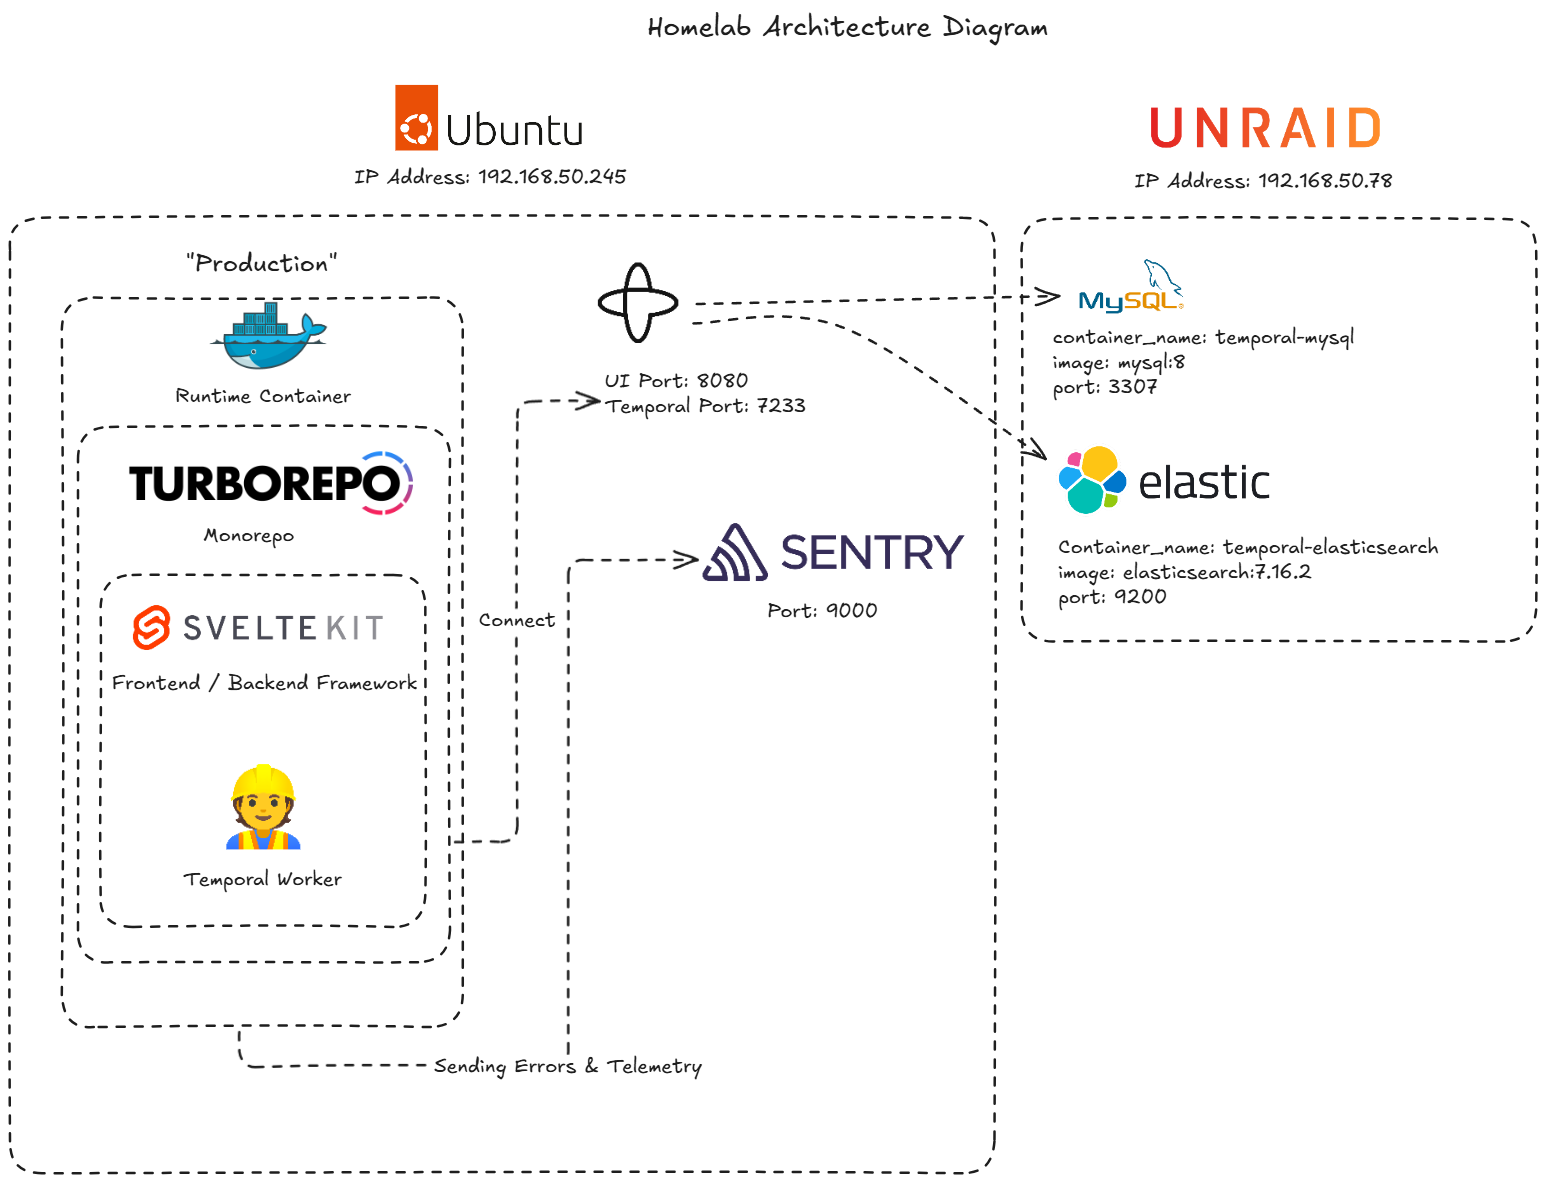 Homelab Architecture Diagram
Ubuntu
IP Address: 192.168.50.245
UNRAID
IP Address: 192.168.50.78
"Production"
Runtime Container
TURBOREPO
Monorepo
SVELTEKIT
Frontend / Backend Framework
Temporal Worker
UI Port: 8080
Temporal Port: 7233
Connect
SENTRY
Port: 9000
Sending Errors & Telemetry
MySQL®
container_name: temporal-mysql
image: mysql:8
port: 3307
elastic
Container_name: temporal-elasticsearch
image: elasticsearch:7.16.2
port: 9200